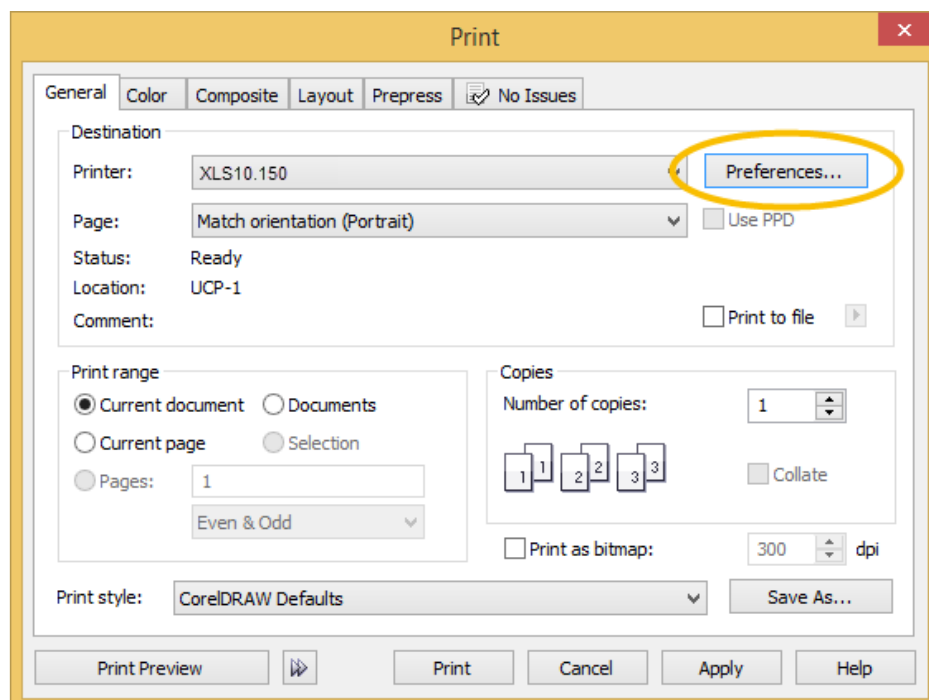 Print
General Color Composite Layout Prepress No Issues
Destination
Printer: XLS10.150 Preferences...
Page: Match orientation (Portrait) Use PPD
Status: Ready
Location: UCP-1
Comment: Print to file
Print range
Current document Documents
Current page Selection
Pages: 1
Even & Odd
Copies
Number of copies: 1
1 1 2 2 3 3
Collate
Print as bitmap: 300 dpi
Print style: CorelDRAW Defaults Save As...
Print Preview Print Cancel Apply Help